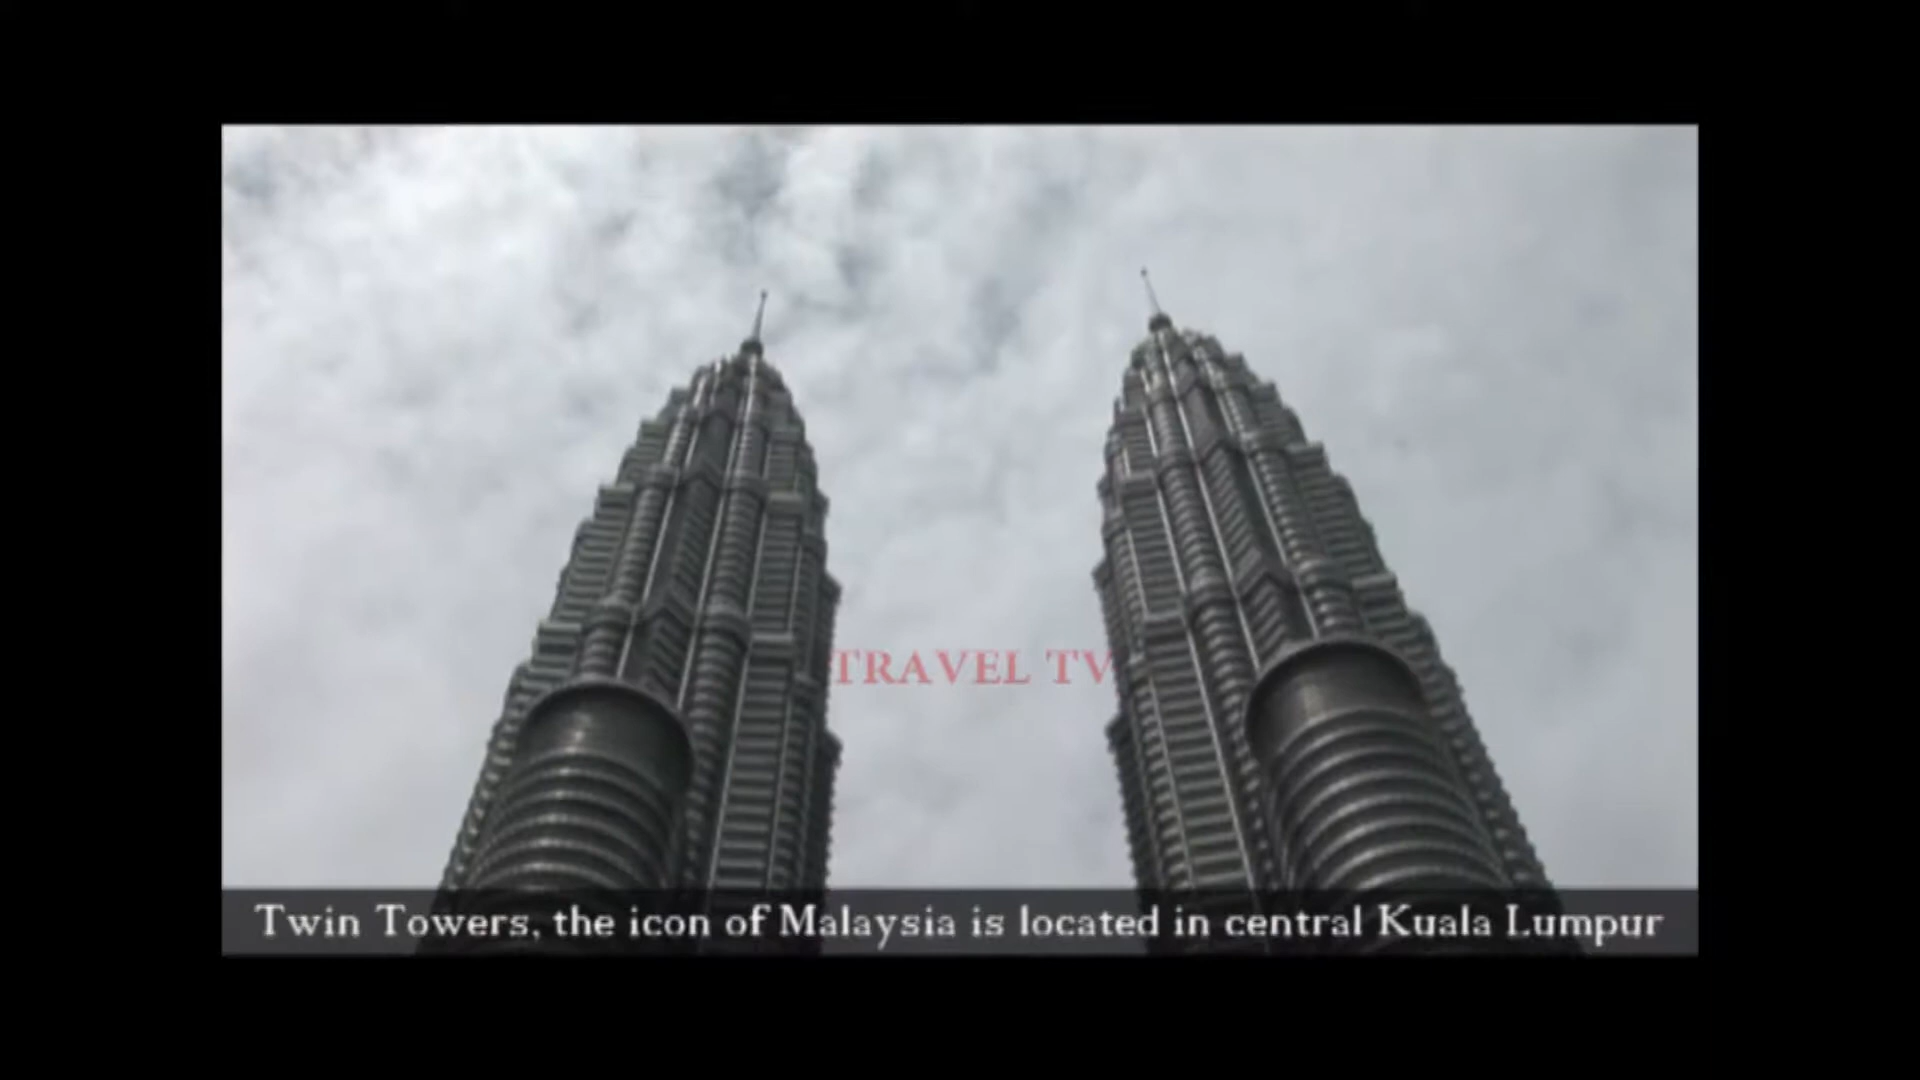 TRAVEL TV
Twin Towers, the icon of Malaysia is located in central Kuala Lumpur